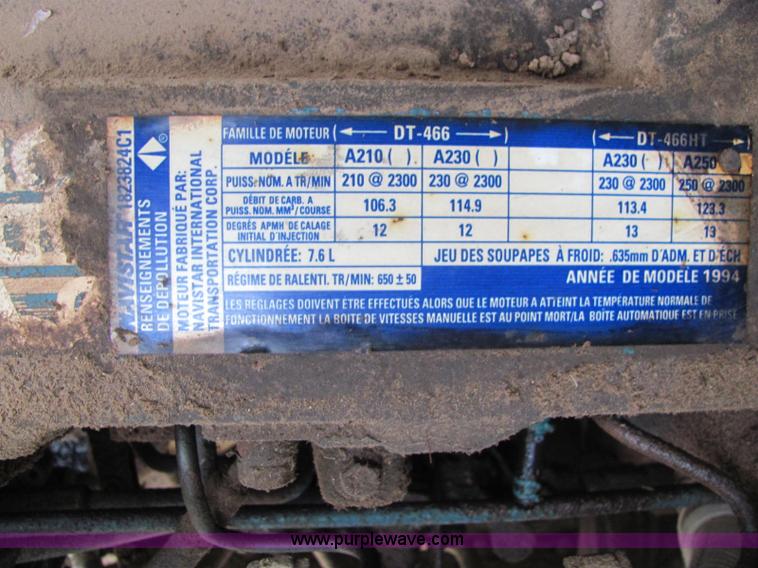 NAVISTAR 1823824C1
RENSEIGNEMENTS
DE DÉPOLLUTION
MOTEUR FABRIQUÉ PAR:
NAVISTAR INTERNATIONAL
TRANSPORTATION CORP.
FAMILLE DE MOTEUR ( DT-466 ) ( DT-466HT )
MODÉLE A210 ( ) A230 ( ) A230 ( ) A250
PUISS. NOM. A TR/MIN 210 @ 2300 230 @ 2300 230 @ 2300 250 @ 2300
DÉBIT DE CARB. A
PUISS. NOM. MM³/COURSE 106.3 114.9 113.4 123.3
DEGRÉS APMH DE CALAGE
INITIAL D'INJECTION 12 12 13 13
CYLINDRÉE: 7.6 L JEU DES SOUPAPES À FROID: .635mm D'ADM. ET D'ÉCH
RÉGIME DE RALENTI. TR/MIN: 650 ± 50 ANNÉE DE MODÈLE 1994
LES REGLAGES DOIVENT ÊTRE EFFECTUÉS ALORS QUE LE MOTEUR A ATTEINT LA TEMPÉRATURE NORMALE DE
FONCTIONNEMENT LA BOITE DE VITESSES MANUELLE EST AU POINT MORT/LA BOÎTE AUTOMATIQUE EST EN PRISE
www.purplewave.com